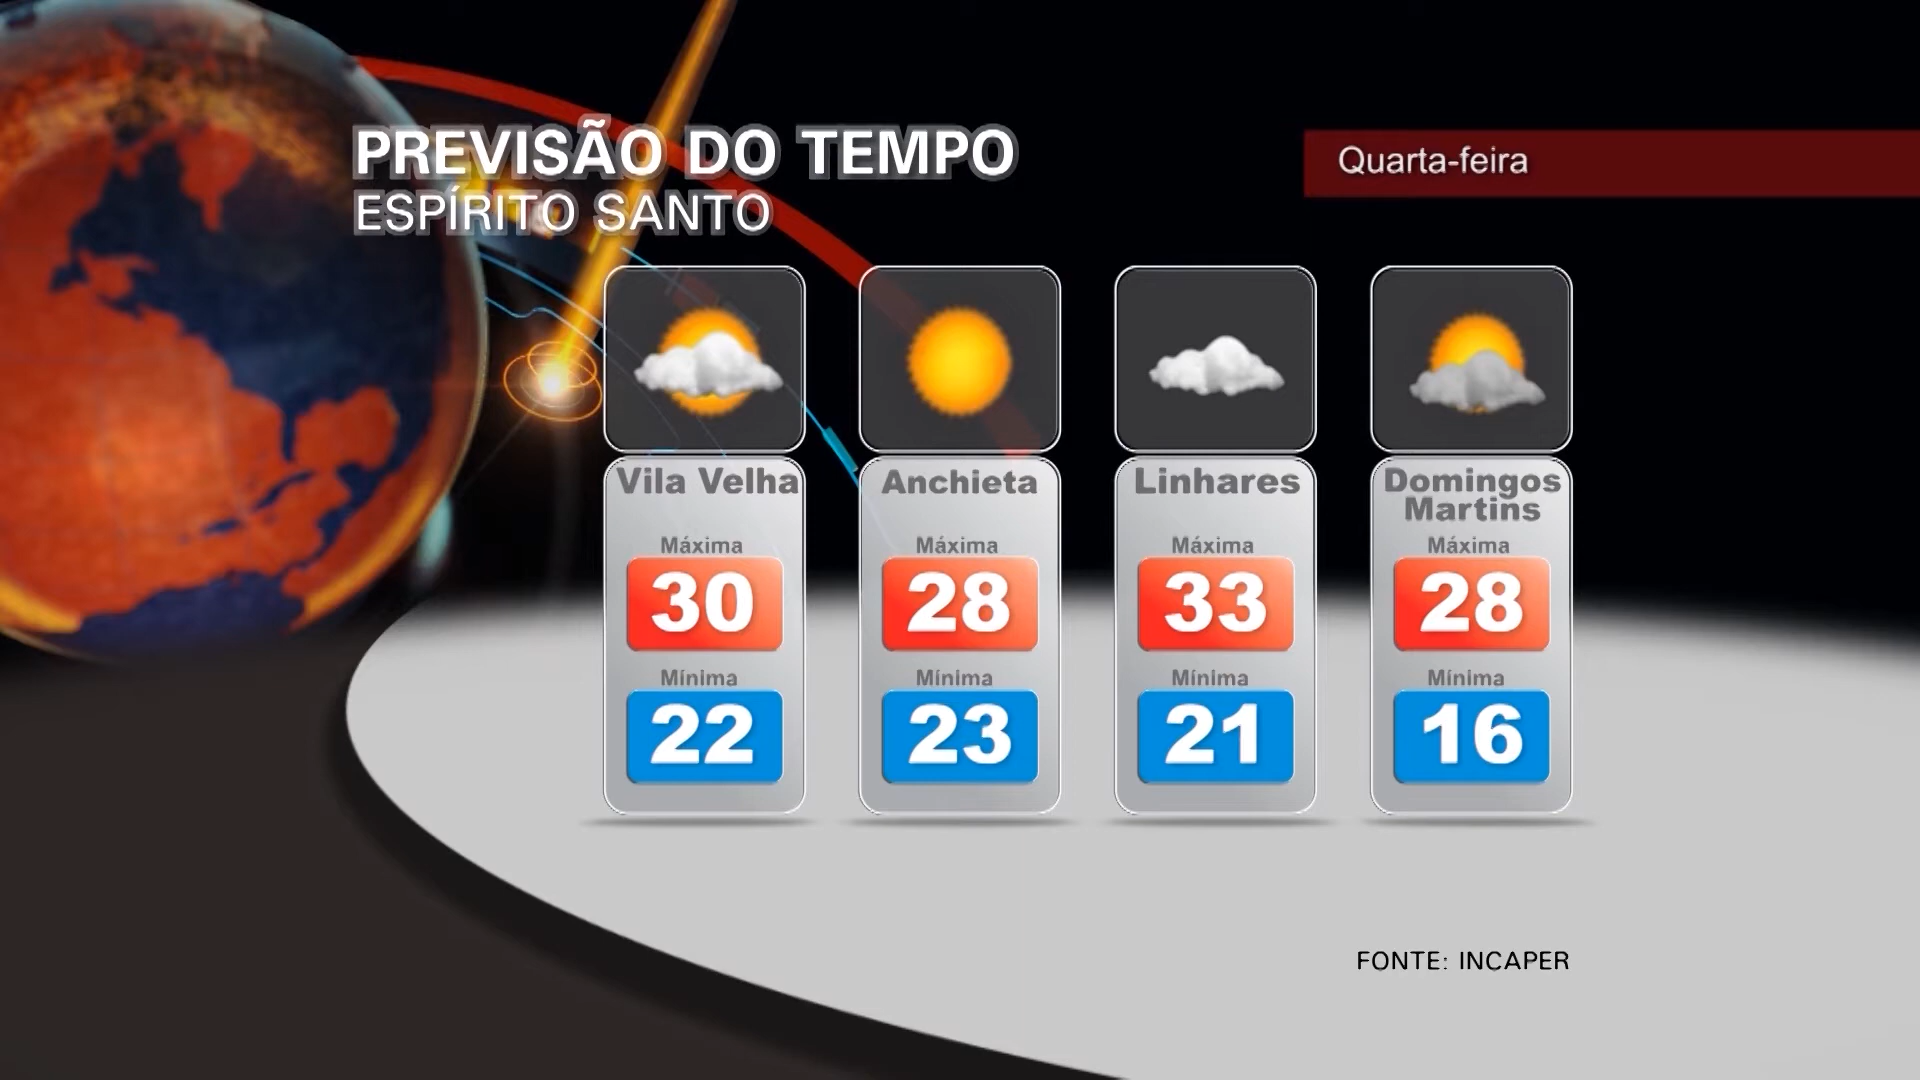 PREVISÃO DO TEMPO
ESPÍRITO SANTO
Quarta-feira
Vila Velha
Máxima
30
Mínima
22
Anchieta
Máxima
28
Mínima
23
Linhares
Máxima
33
Mínima
21
Domingos
Martins
Máxima
28
Mínima
16
FONTE: INCAPER